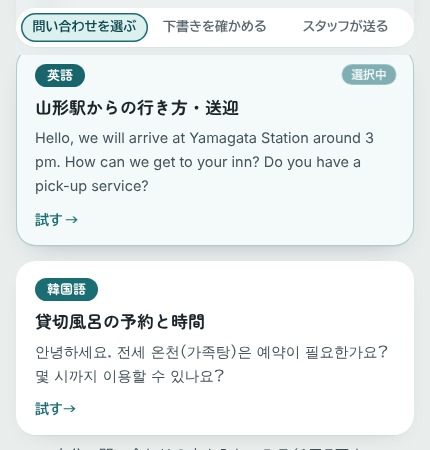 問い合わせを選ぶ 下書きを確かめる スタッフが送る
英語 選択中
山形駅からの行き方・送迎
Hello, we will arrive at Yamagata Station around 3
pm. How can we get to your inn? Do you have a
pick-up service?
試す→
韓国語
貸切風呂の予約と時間
안녕하세요. 전세 온천(가족탕)은 예약이 필요한가요?
몇 시까지 이용할 수 있나요?
試す→